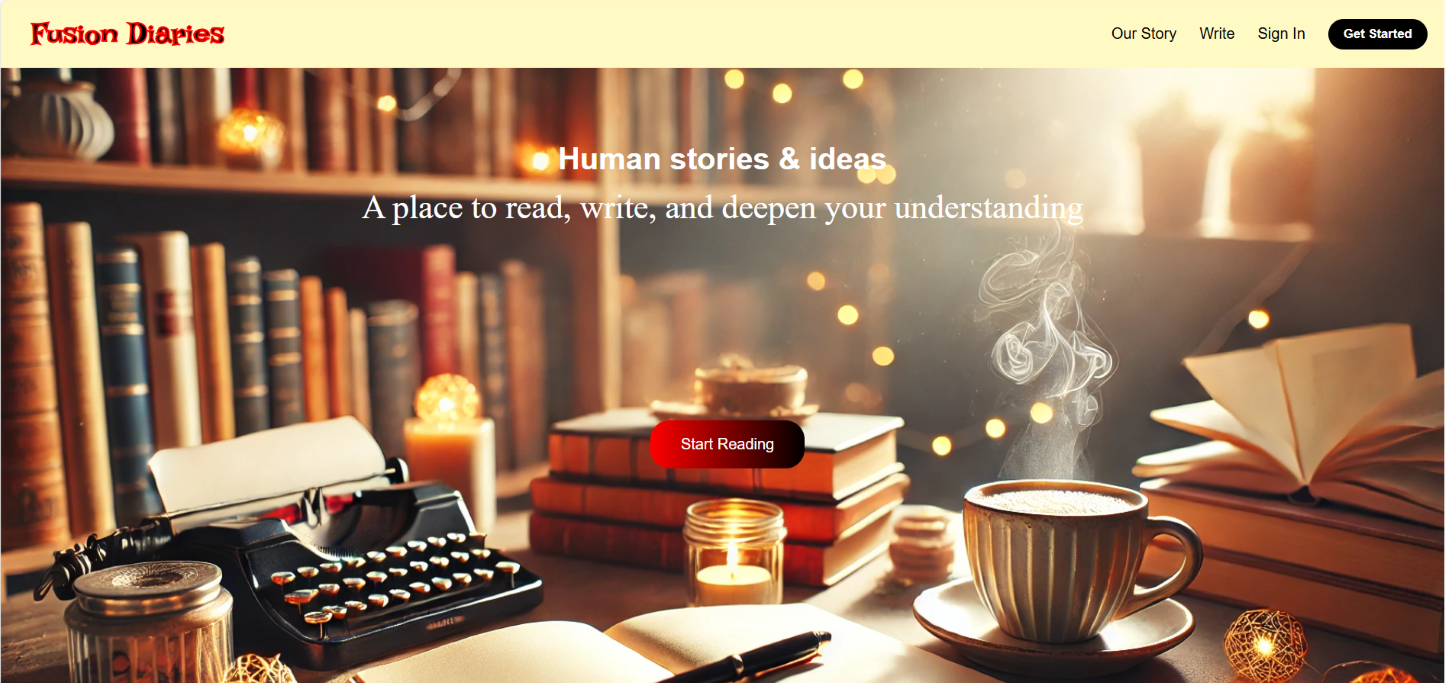 Fusion Diaries
Our Story
Write
Sign In
Get Started
Human stories & ideas
A place to read, write, and deepen your understanding
Start Reading